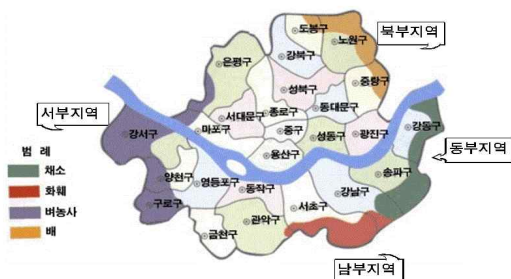 도봉구
노원구
북부지역
은평구
강북구
성북구
중랑구
서부지역
서대문구
종로구
동대문구
강서구
마포구
중구
성동구
광진구
강동구
동부지역
범 례
채소
화훼
벼농사
배
용산구
송파구
양천구
영등포구
동작구
강남구
구로구
서초구
관악구
금천구
남부지역